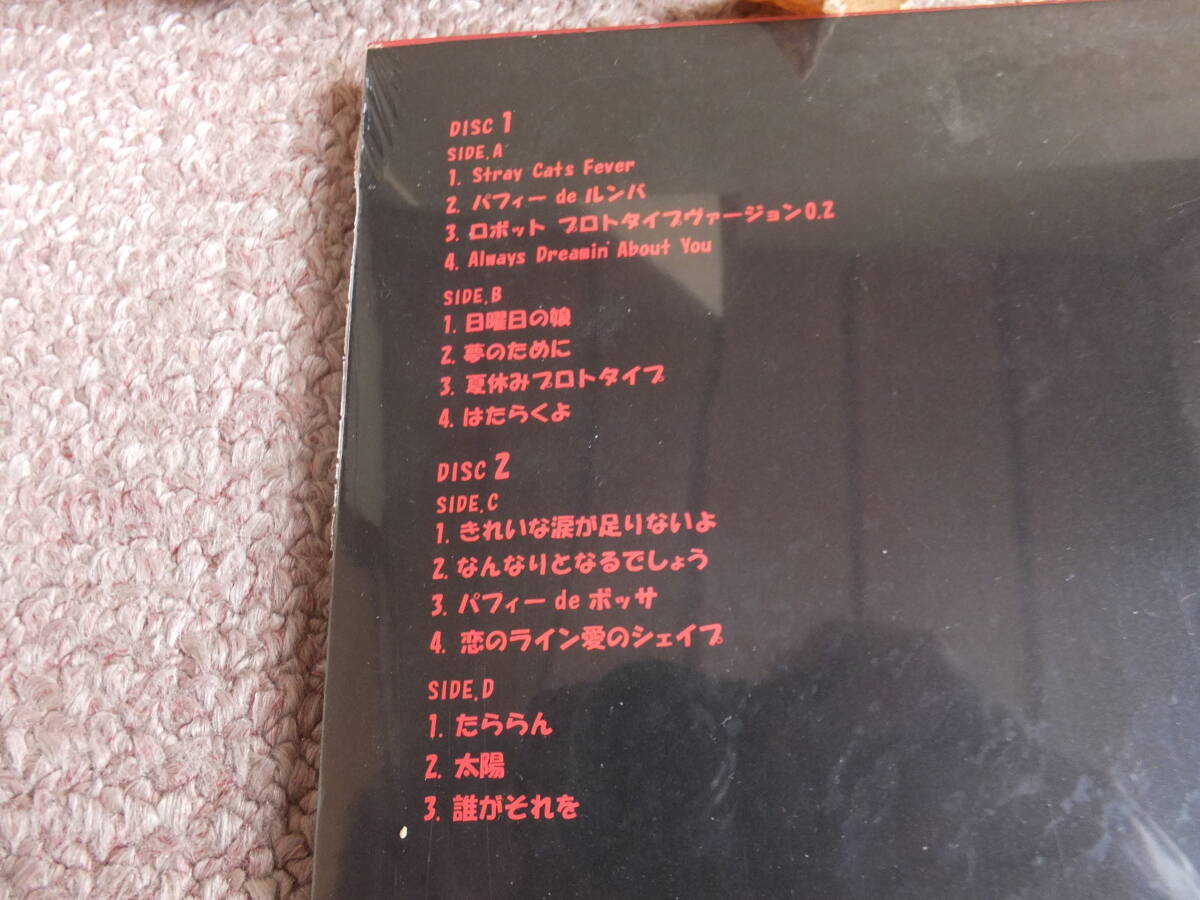 DISC 1
SIDE.A
1. Stray Cats Fever
2. パフィー de ルンバ
3. ロボット プロトタイプヴァージョン0.2
4. Always Dreamin' About You
SIDE.B
1. 日曜日の娘
2. 夢のために
3. 夏休みプロトタイプ
4. はたらくよ
DISC 2
SIDE.C
1. きれいな涙が足りないよ
2. なんなりとなるでしょう
3. パフィー de ボッサ
4. 恋のライン愛のシェイプ
SIDE.D
1. たららん
2. 太陽
3. 誰がそれを